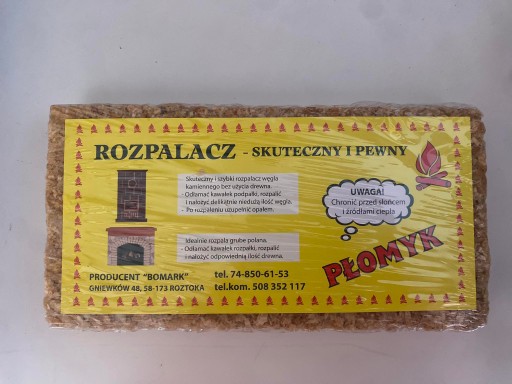 ROZPALACZ - SKUTECZNY I PEWNY
Skuteczny i szybki rozpalacz węgla
kamiennego bez użycia drewna.
- Odłamać kawałek podpałki, rozpalić
i nałożyć delikatnie niedużą ilość węgla.
- Po rozpaleniu uzupełnić opałem.
UWAGA!
Chronić przed słońcem
i źródłami ciepła
Idealnie rozpala grube polana.
- Odłamać kawałek podpałki, rozpalić
i nałożyć odpowiednią ilość drewna.
PŁOMYK
PRODUCENT "BOMARK" tel. 74-850-61-53
GNIEWKÓW 48, 58-173 ROZTOKA tel.kom. 508 352 117